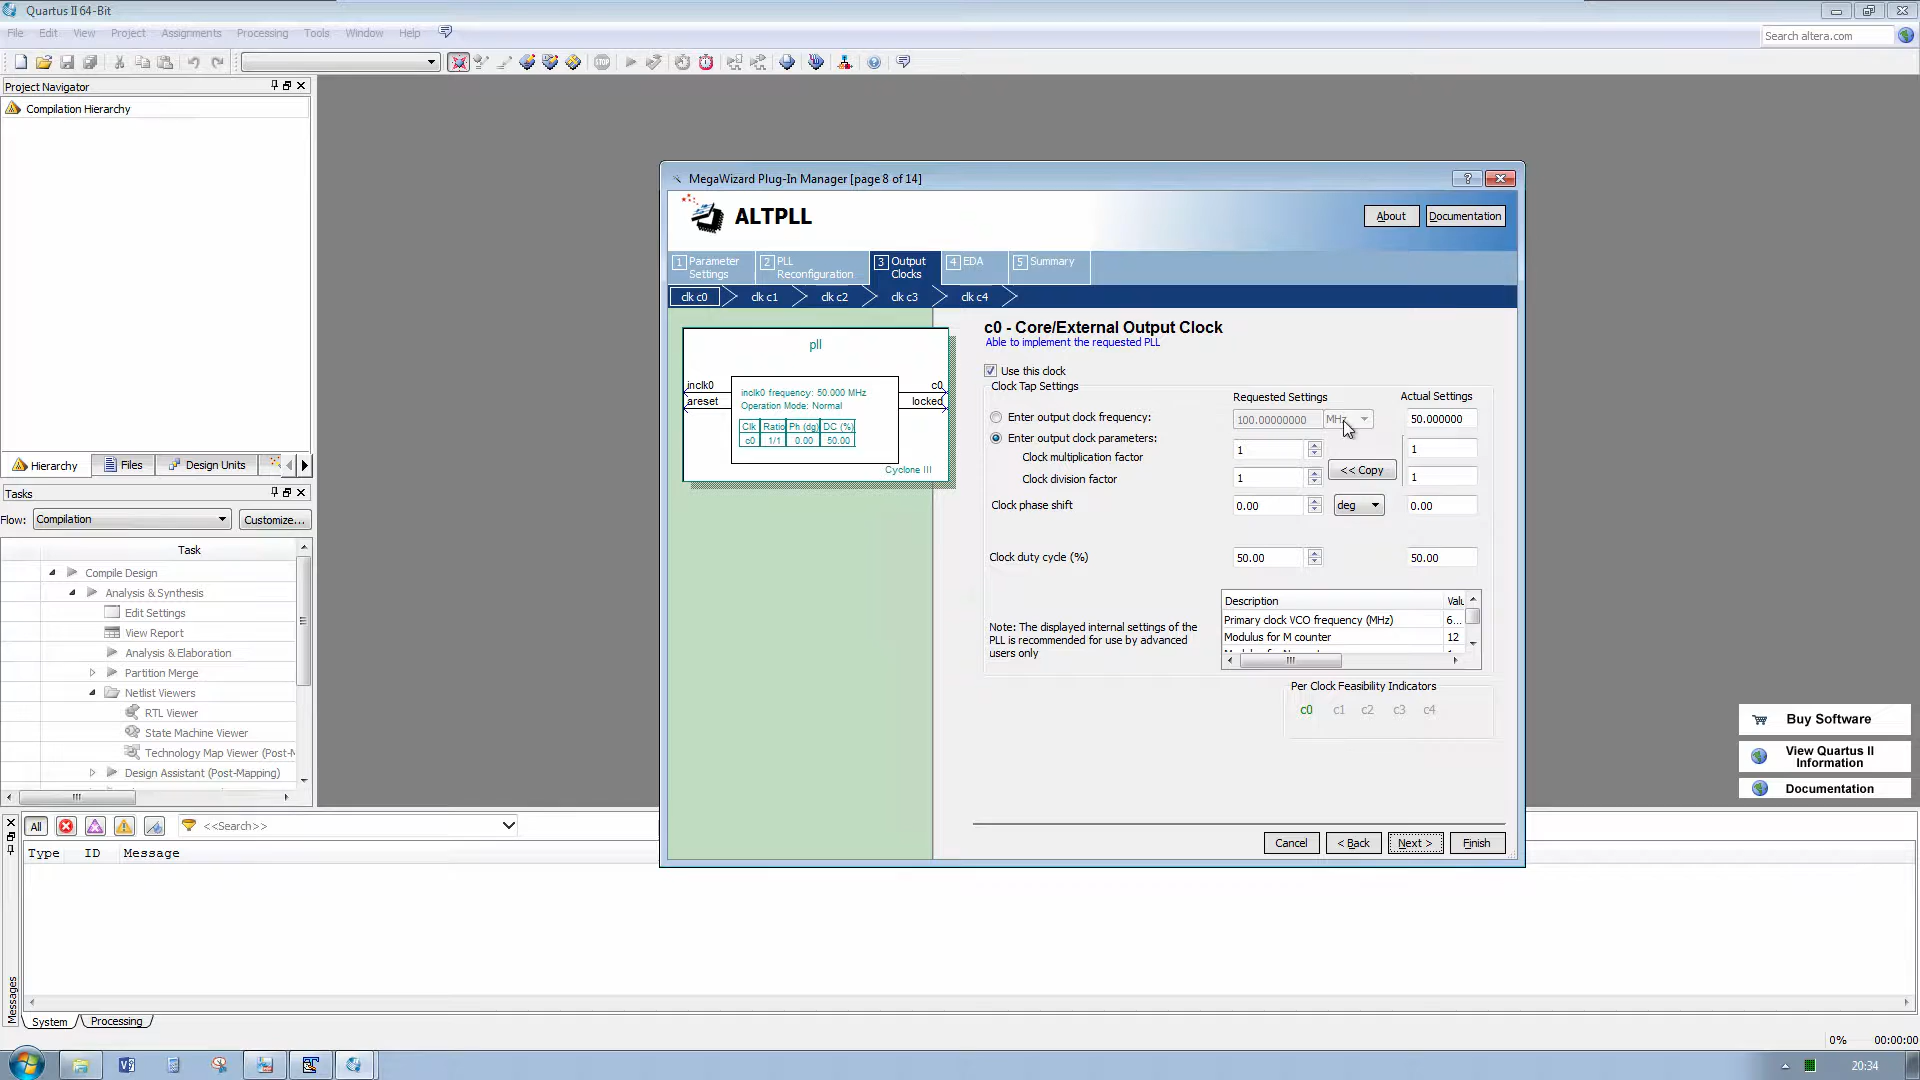 Quartus II 64-Bit
File Edit View Project Assignments Processing Tools Window Help
Search altera.com
Project Navigator
Compilation Hierarchy
Hierarchy Files Design Units
Tasks
Flow: Compilation Customize...
Task
Compile Design
Analysis & Synthesis
Edit Settings
View Report
Analysis & Elaboration
Partition Merge
Netlist Viewers
RTL Viewer
State Machine Viewer
Technology Map Viewer (Post-M
Design Assistant (Post-Mapping)
MegaWizard Plug-In Manager [page 8 of 14]
ALTPLL
About Documentation
1 Parameter Settings
2 PLL Reconfiguration
3 Output Clocks
4 EDA
5 Summary
clk c0 clk c1 clk c2 clk c3 clk c4
pll
inclk0 c0
areset locked
inclk0 frequency: 50.000 MHz
Operation Mode: Normal
Clk Ratio Ph (dg) DC (%)
c0 1/1 0.00 50.00
Cyclone III
c0 - Core/External Output Clock
Able to implement the requested PLL
Use this clock
Clock Tap Settings
Requested Settings Actual Settings
Enter output clock frequency: 100.00000000 MHz 50.000000
Enter output clock parameters:
Clock multiplication factor 1 1
<< Copy
Clock division factor 1 1
Clock phase shift 0.00 deg 0.00
Clock duty cycle (%) 50.00 50.00
Note: The displayed internal settings of the
PLL is recommended for use by advanced
users only
Description Valu
Primary clock VCO frequency (MHz) 6...
Modulus for M counter 12
Per Clock Feasibility Indicators
c0 c1 c2 c3 c4
Cancel < Back Next > Finish
Buy Software
View Quartus II
Information
Documentation
All <<Search>>
Type ID Message
Messages
System Processing
0% 00:00:00
20:34